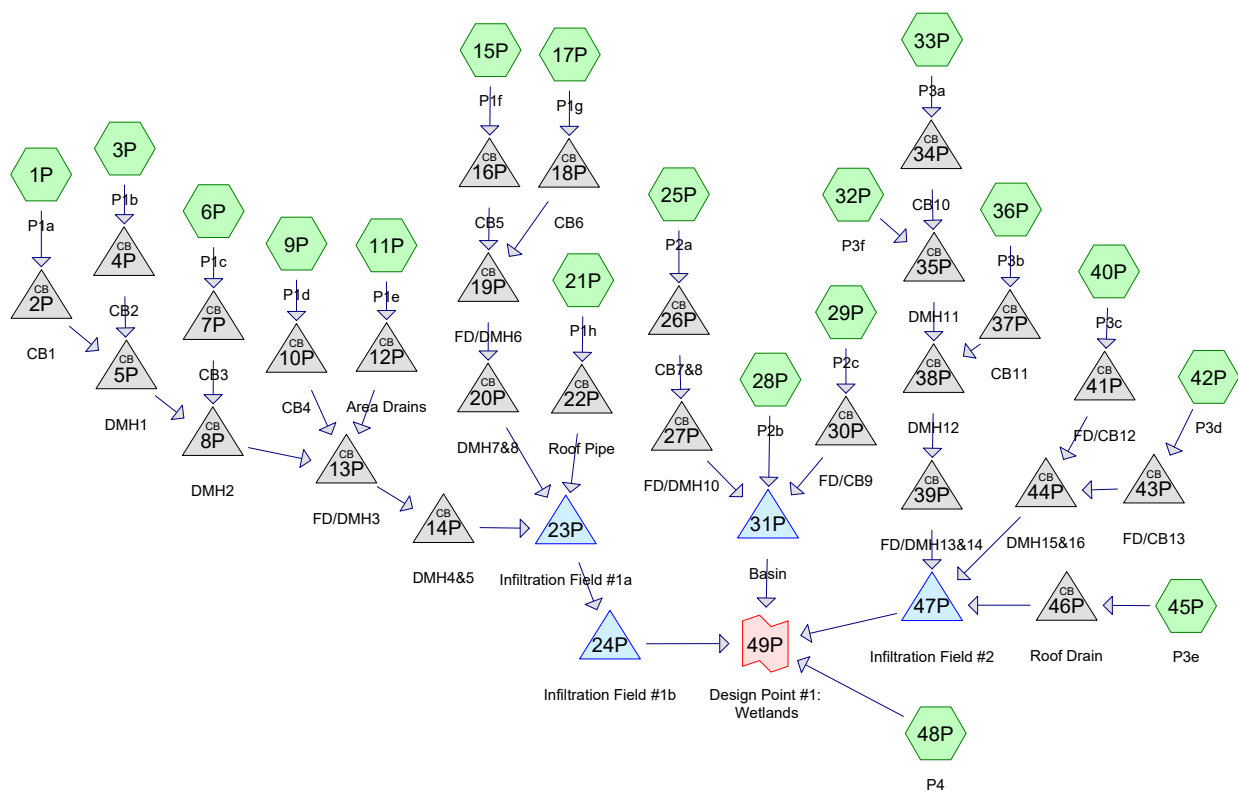 33P
15P
17P
P3a
P1f
P1g
CB
34P
3P
CB
16P
CB
18P
1P
25P
32P
P1b
CB10
36P
6P
CB5
CB6
P1a
9P
11P
P2a
P3f
CB
35P
CB
4P
P1c
P3b
40P
CB
19P
21P
CB
2P
P1d
P1e
CB
7P
CB
26P
29P
CB
37P
CB2
DMH11
P3c
FD/DMH6
P1h
CB1
CB
5P
CB
10P
CB
12P
P2c
CB
38P
CB11
CB3
CB7&8
CB
41P
42P
28P
CB
20P
CB
22P
DMH1
CB4
Area Drains
CB
27P
CB
30P
P2b
DMH12
P3d
CB
8P
FD/CB12
DMH7&8
Roof Pipe
CB
13P
CB
39P
CB
44P
CB
43P
DMH2
FD/DMH10
FD/CB9
FD/DMH3
CB
14P
23P
31P
FD/DMH13&14
DMH15&16
FD/CB13
DMH4&5
Infiltration Field #1a
Basin
47P
CB
46P
45P
24P
49P
Infiltration Field #2
Roof Drain
P3e
Infiltration Field #1b
Design Point #1:
Wetlands
48P
P4